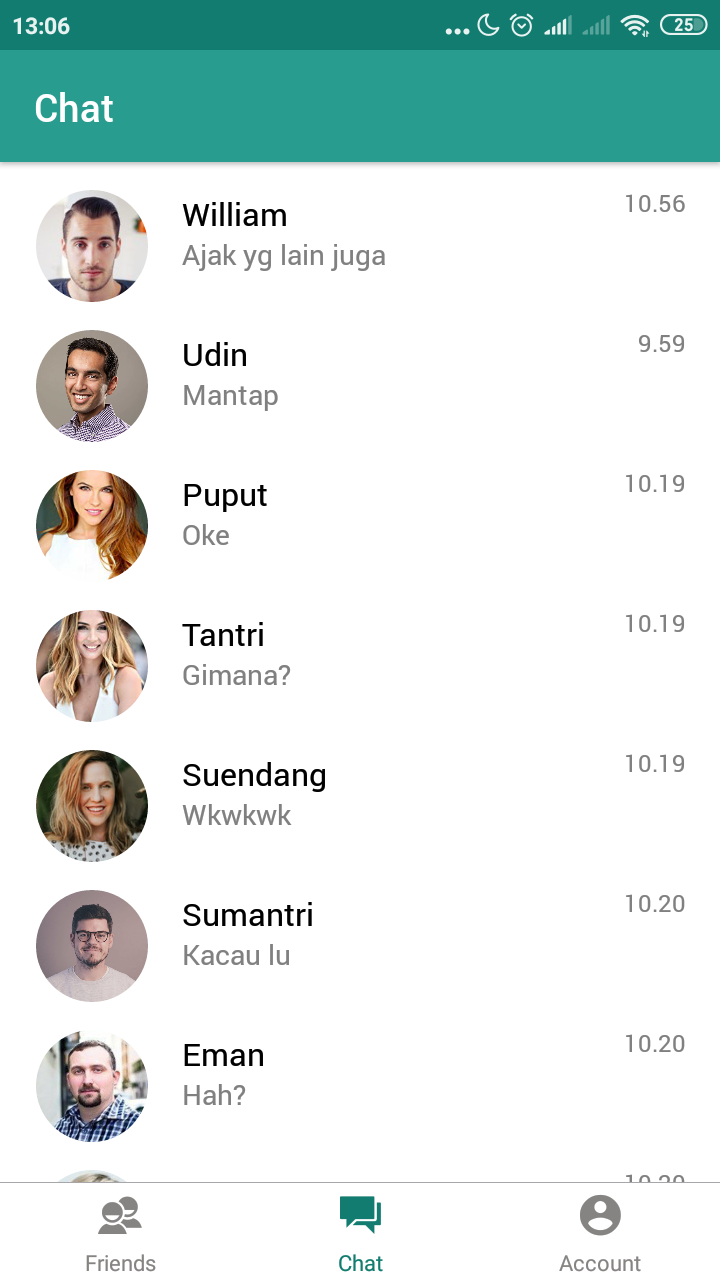 13:06
25
Chat
William
10.56
Ajak yg lain juga
Udin
9.59
Mantap
Puput
10.19
Oke
Tantri
10.19
Gimana?
Suendang
10.19
Wkwkwk
Sumantri
10.20
Kacau lu
Eman
10.20
Hah?
Friends
Chat
Account